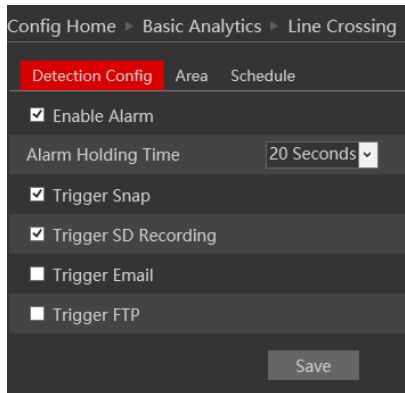 Config Home ▶ Basic Analytics ▶ Line Crossing
Detection Config Area Schedule
Enable Alarm
Alarm Holding Time 20 Seconds
Trigger Snap
Trigger SD Recording
Trigger Email
Trigger FTP
Save